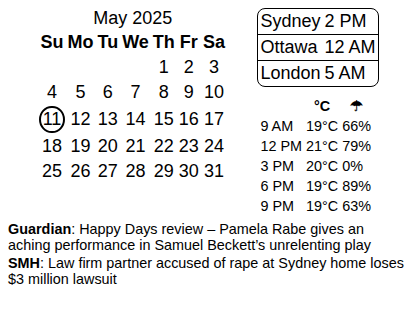 May 2025
Su Mo Tu We Th Fr Sa
1 2 3
4 5 6 7 8 9 10
11 12 13 14 15 16 17
18 19 20 21 22 23 24
25 26 27 28 29 30 31
Sydney 2 PM
Ottawa 12 AM
London 5 AM
°C ☂
9 AM 19°C 66%
12 PM 21°C 79%
3 PM 20°C 0%
6 PM 19°C 89%
9 PM 19°C 63%
Guardian: Happy Days review – Pamela Rabe gives an
aching performance in Samuel Beckett’s unrelenting play
SMH: Law firm partner accused of rape at Sydney home loses
$3 million lawsuit